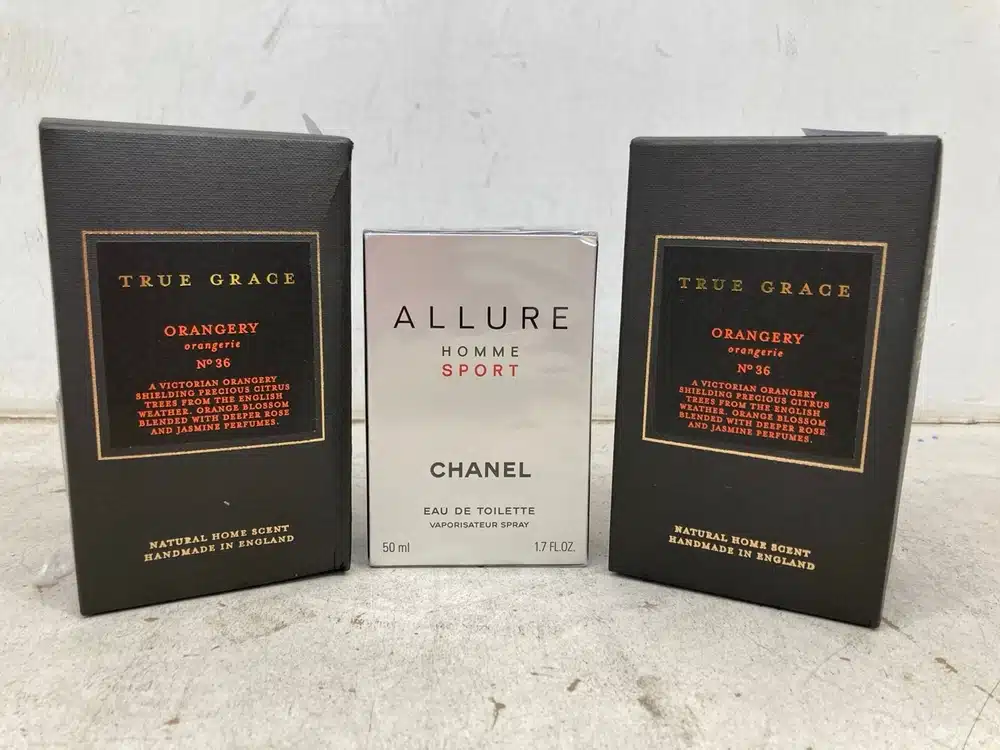 TRUE GRACE
ORANGERY
orangerie
Nº 36
A VICTORIAN ORANGERY
SHIELDING PRECIOUS CITRUS
TREES FROM THE ENGLISH
WEATHER. ORANGE BLOSSOM
BLENDED WITH DEEPER ROSE
AND JASMINE PERFUMES.
NATURAL HOME SCENT
HANDMADE IN ENGLAND
ALLURE
HOMME
SPORT
CHANEL
EAU DE TOILETTE
VAPORISATEUR SPRAY
50 ml 1.7 FL.OZ.
TRUE GRACE
ORANGERY
orangerie
Nº 36
A VICTORIAN ORANGERY
SHIELDING PRECIOUS CITRUS
TREES FROM THE ENGLISH
WEATHER. ORANGE BLOSSOM
BLENDED WITH DEEPER ROSE
AND JASMINE PERFUMES.
NATURAL HOME SCENT
HANDMADE IN ENGLAND